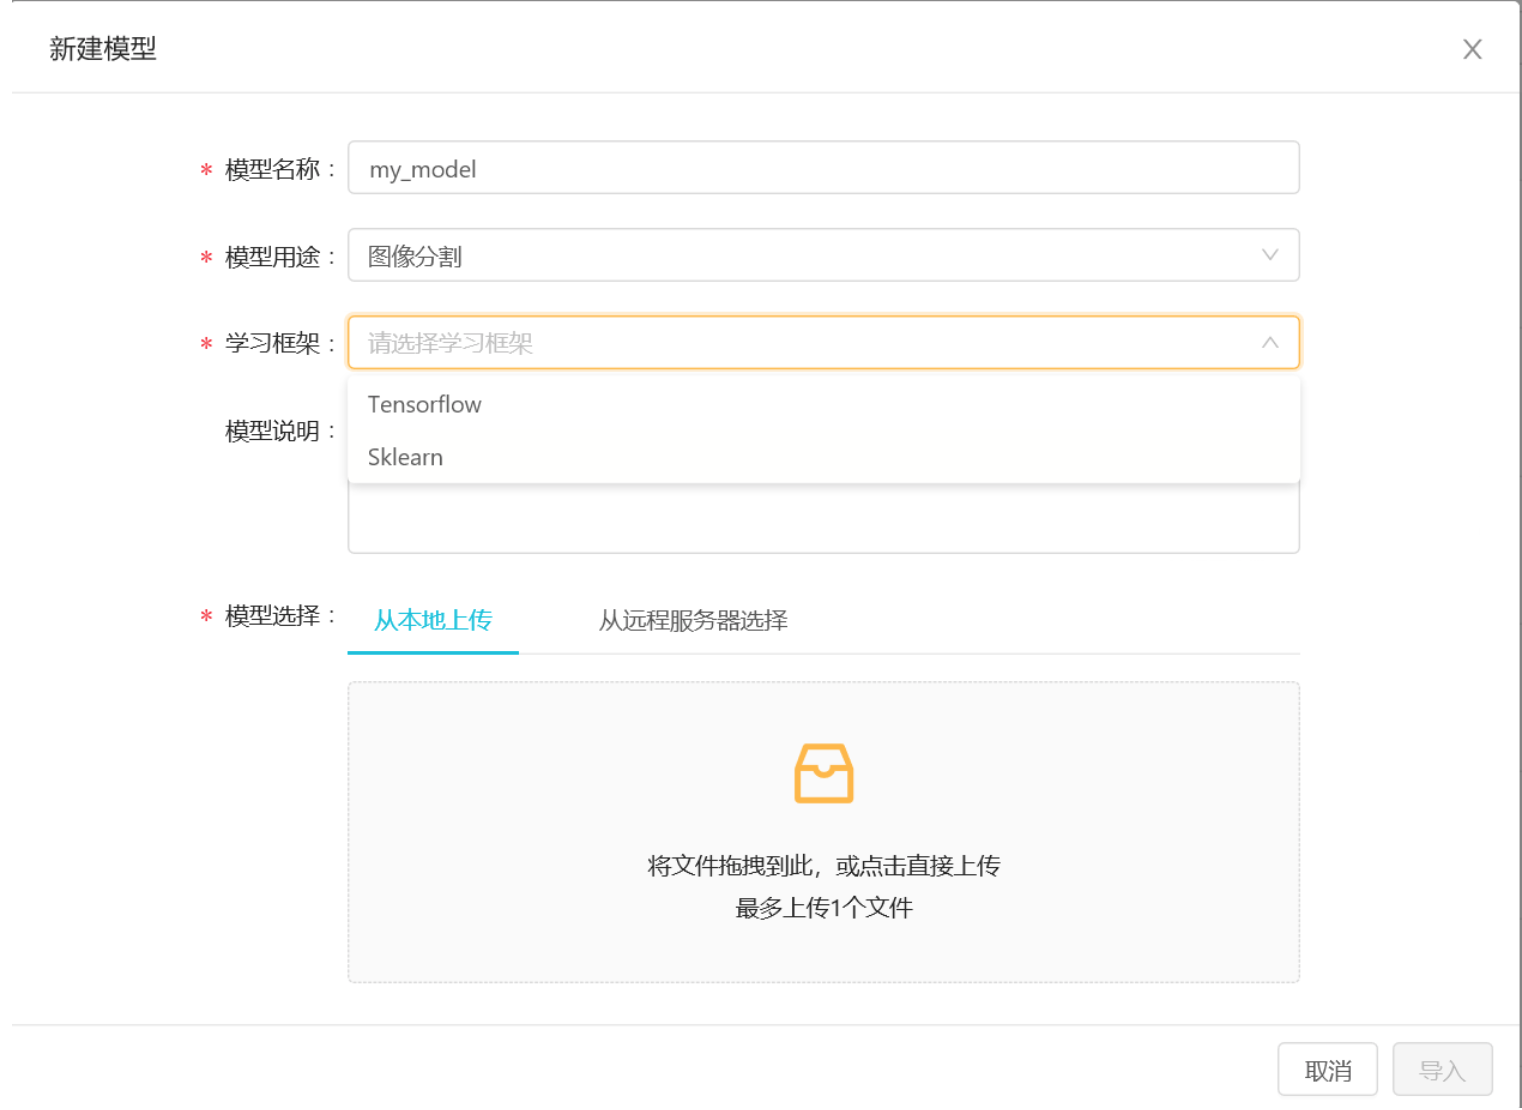 新建模型
* 模型名称：
my_model
* 模型用途：
图像分割
* 学习框架：
请选择学习框架
Tensorflow
Sklearn
模型说明：
* 模型选择：
从本地上传 从远程服务器选择
将文件拖拽到此，或点击直接上传
最多上传1个文件
取消 导入